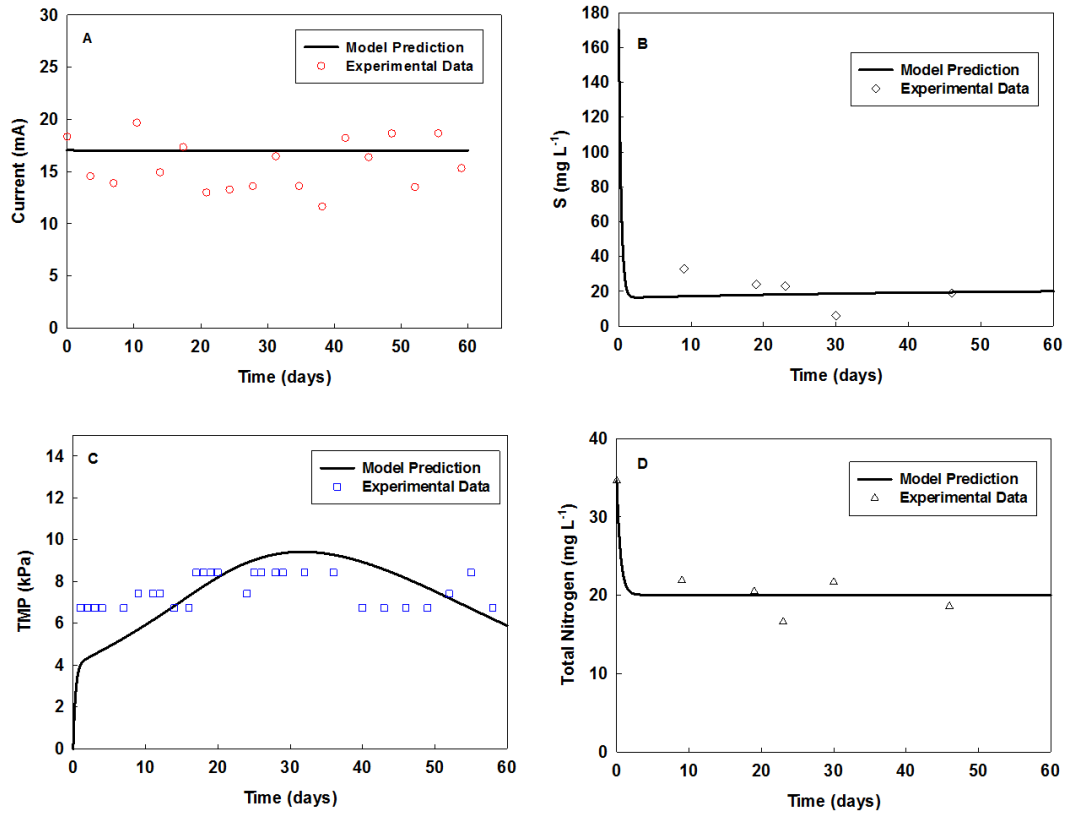 A
Model Prediction
Experimental Data
Current (mA)
30
25
20
15
10
5
0
0 10 20 30 40 50 60
Time (days)
B
Model Prediction
Experimental Data
S (mg L⁻¹)
180
160
140
120
100
80
60
40
20
0
0 10 20 30 40 50 60
Time (days)
C
Model Prediction
Experimental Data
TMP (kPa)
14
12
10
8
6
4
2
0
0 10 20 30 40 50 60
Time (days)
D
Model Prediction
Experimental Data
Total Nitrogen (mg L⁻¹)
40
30
20
10
0
0 10 20 30 40 50 60
Time (days)